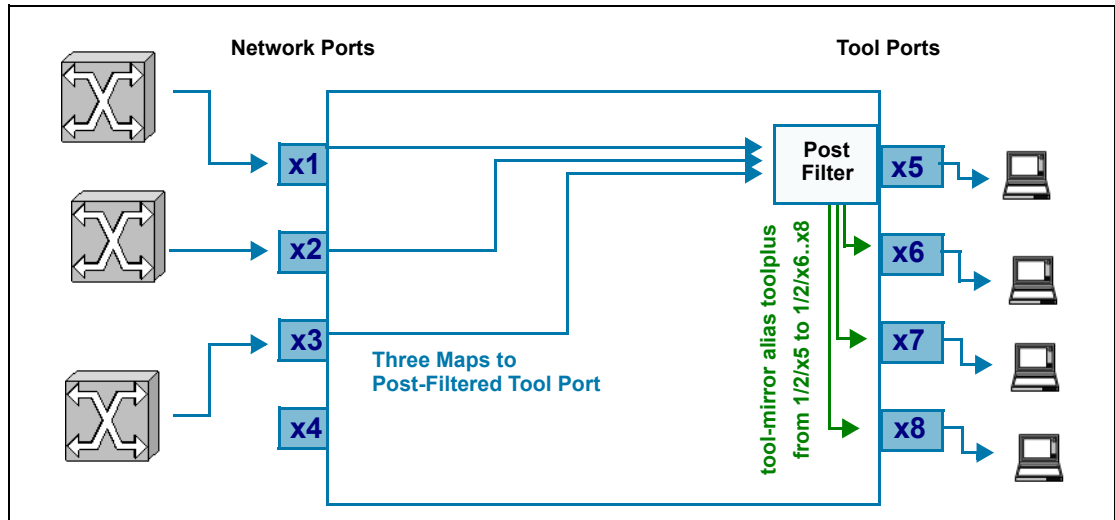 Network Ports
Tool Ports
x1
x2
x3
x4
Three Maps to
Post-Filtered Tool Port
Post
Filter
x5
x6
x7
x8
tool-mirror alias toolplus
from 1/2/x5 to 1/2/x6..x8